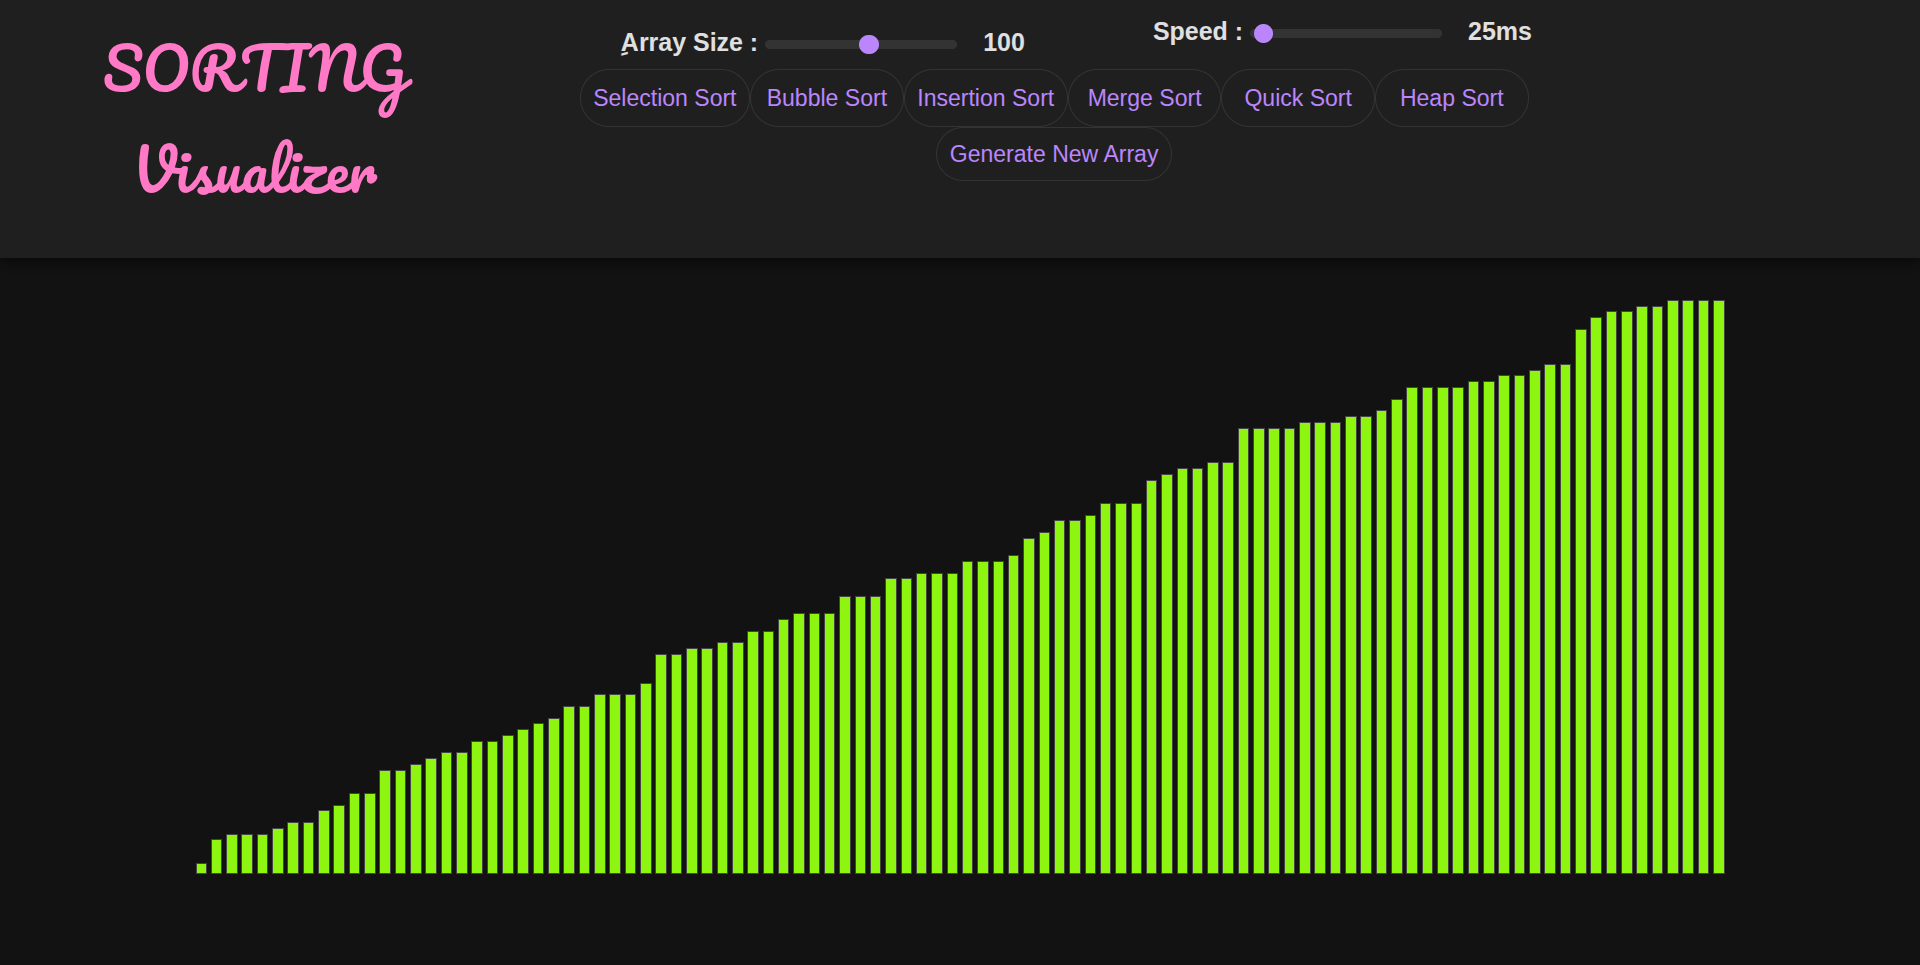 SORTING
Visualizer
Array Size : 100
Speed : 25ms
Selection Sort Bubble Sort Insertion Sort Merge Sort Quick Sort Heap Sort
Generate New Array